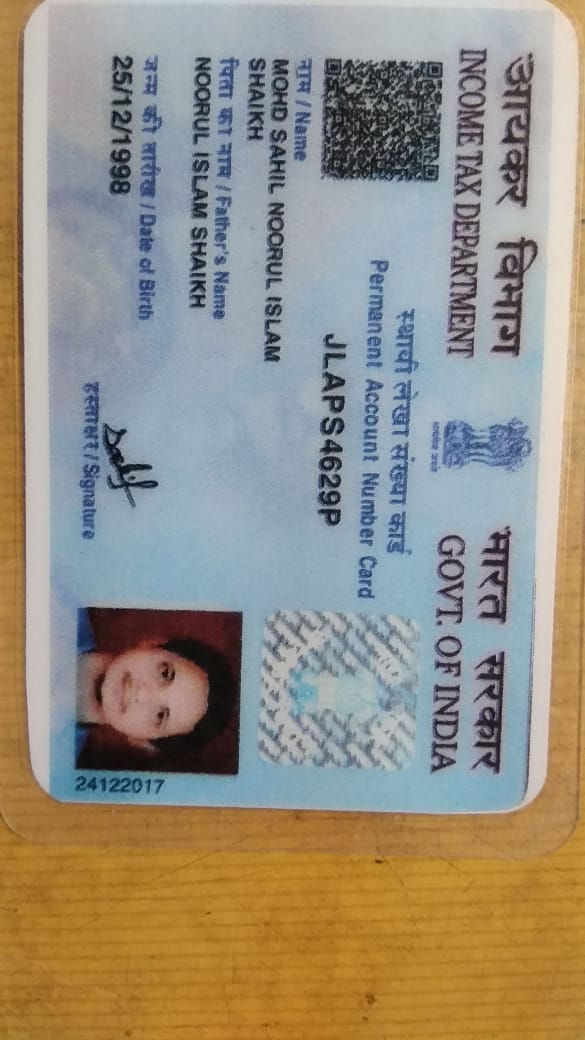 आयकर विभाग
INCOME TAX DEPARTMENT
भारत सरकार
GOVT. OF INDIA
स्थायी लेखा संख्या कार्ड
Permanent Account Number Card
JLAPS4629P
नाम / Name
MOHD SAHIL NOORUL ISLAM
SHAIKH
पिता का नाम / Father's Name
NOORUL ISLAM SHAIKH
जन्म की तारीख / Date of Birth
25/12/1998
हस्ताक्षर / Signature
24122017